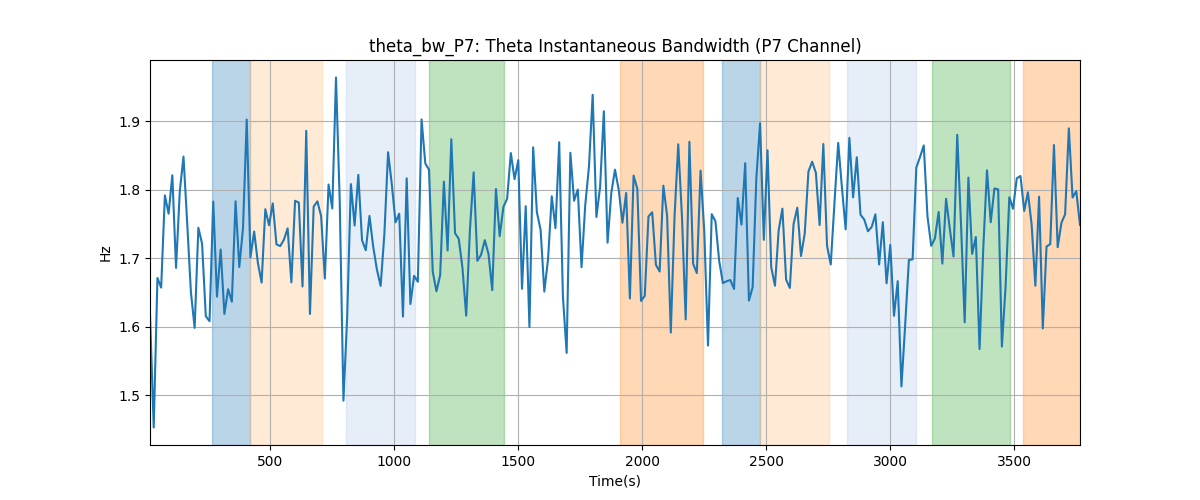 theta_bw_P7: Theta Instantaneous Bandwidth (P7 Channel)
Hz
1.9
1.8
1.7
1.6
1.5
500 1000 1500 2000 2500 3000 3500
Time(s)